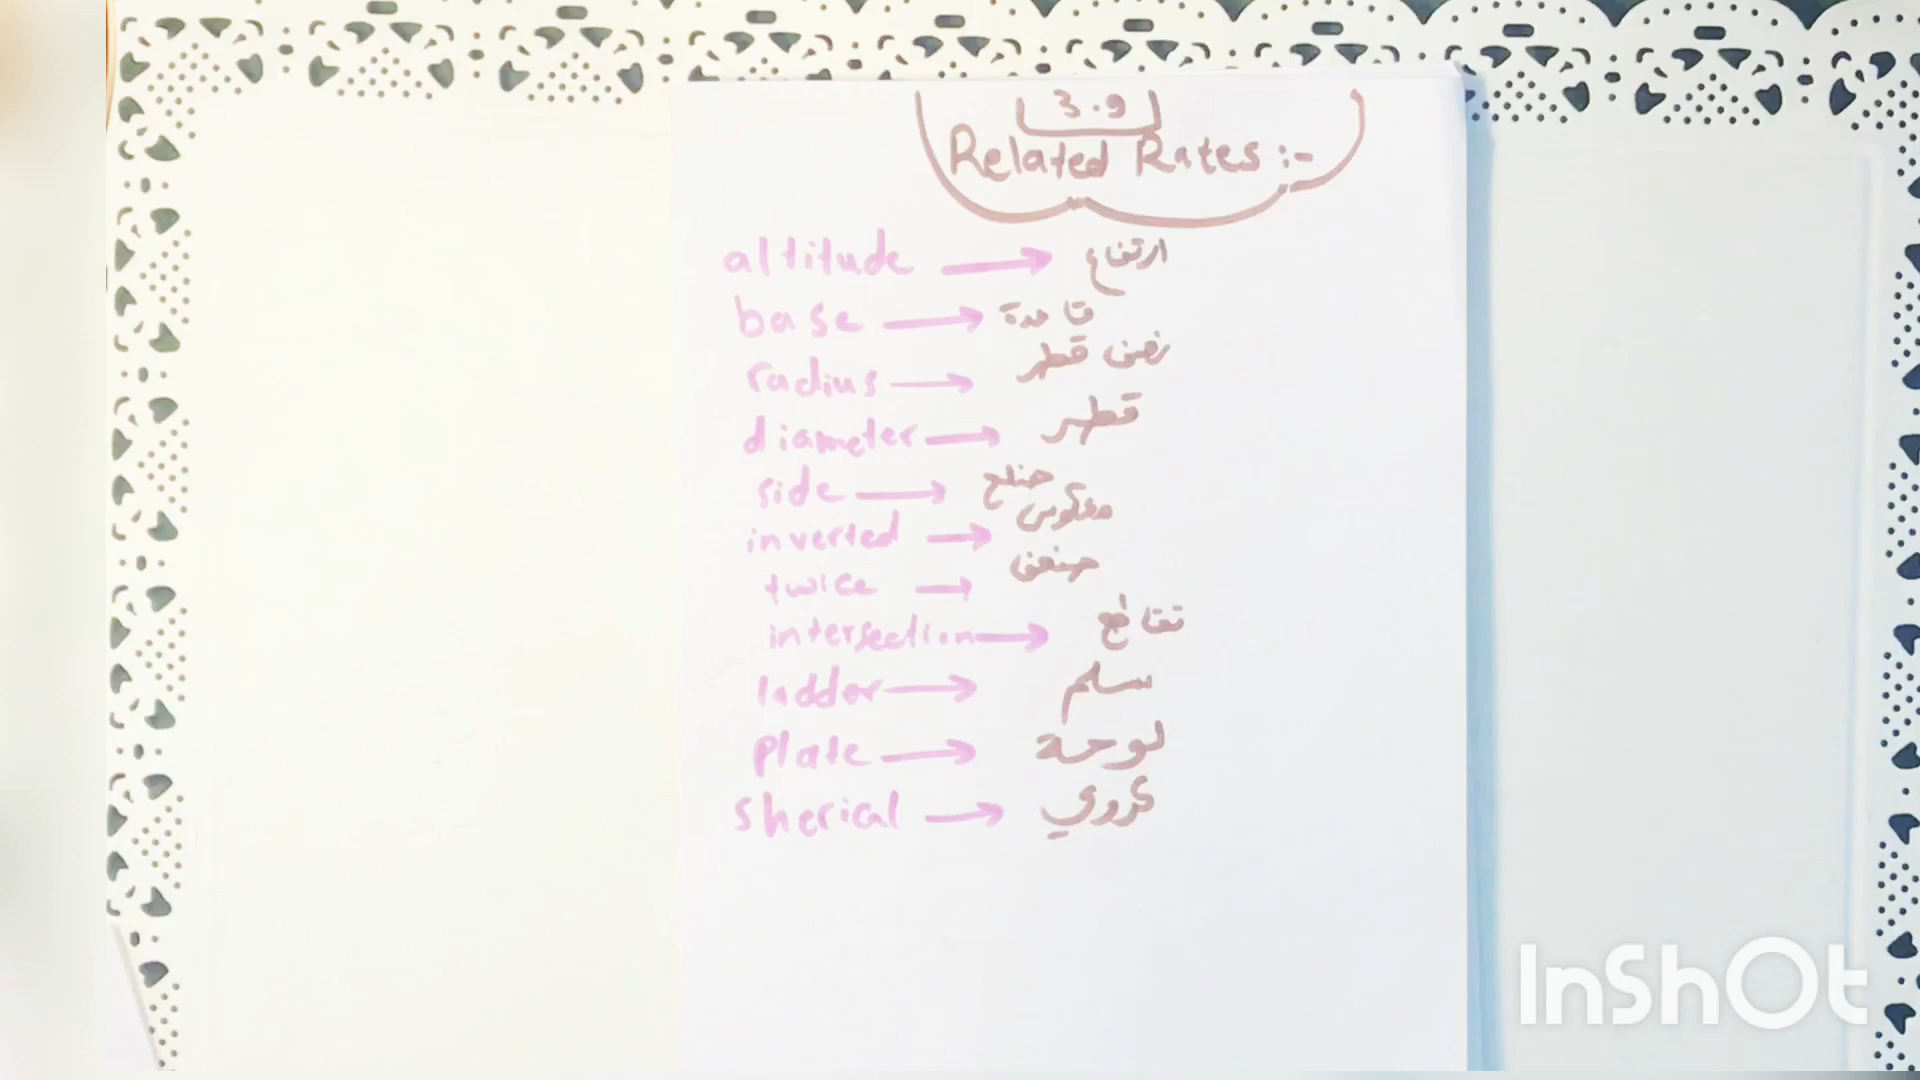 3.9
Related Rates :-
altitude → ارتفاع
base → قاعدة
radius → نصف قطر
diameter → قطر
side → ضلع
inverted → معكوس
twice → ضعف
intersection → تقاطع
ladder → سلم
plate → لوحة
sherical → كروي
InShOt